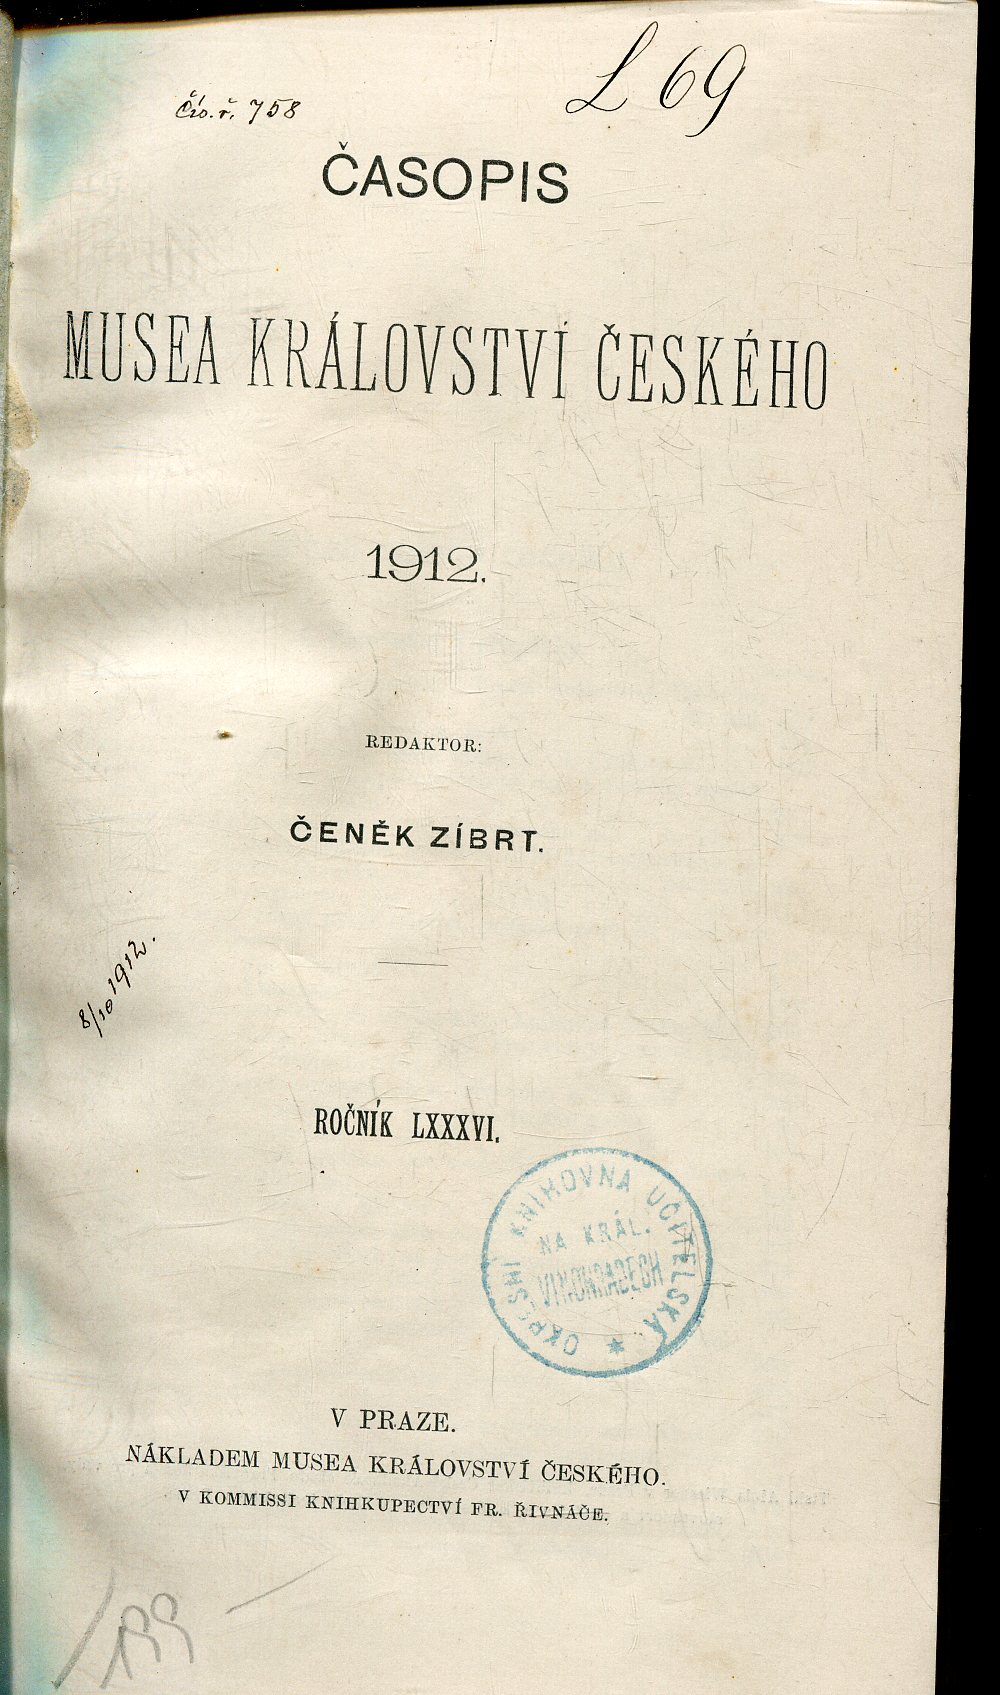 L 69
Čís. ř. 758
ČASOPIS
MUSEA KRÁLOVSTVÍ ČESKÉHO
1912.
REDAKTOR:
ČENĚK ZÍBRT.
8/10 1912.
ROČNÍK LXXXVI.
OKRESNÍ KNIHOVNA UČITELSKÁ *
NA KRÁL.
VINOHRADECH
V PRAZE.
NÁKLADEM MUSEA KRÁLOVSTVÍ ČESKÉHO.
V KOMMISSI KNIHKUPECTVÍ FR. ŘIVNÁČE.